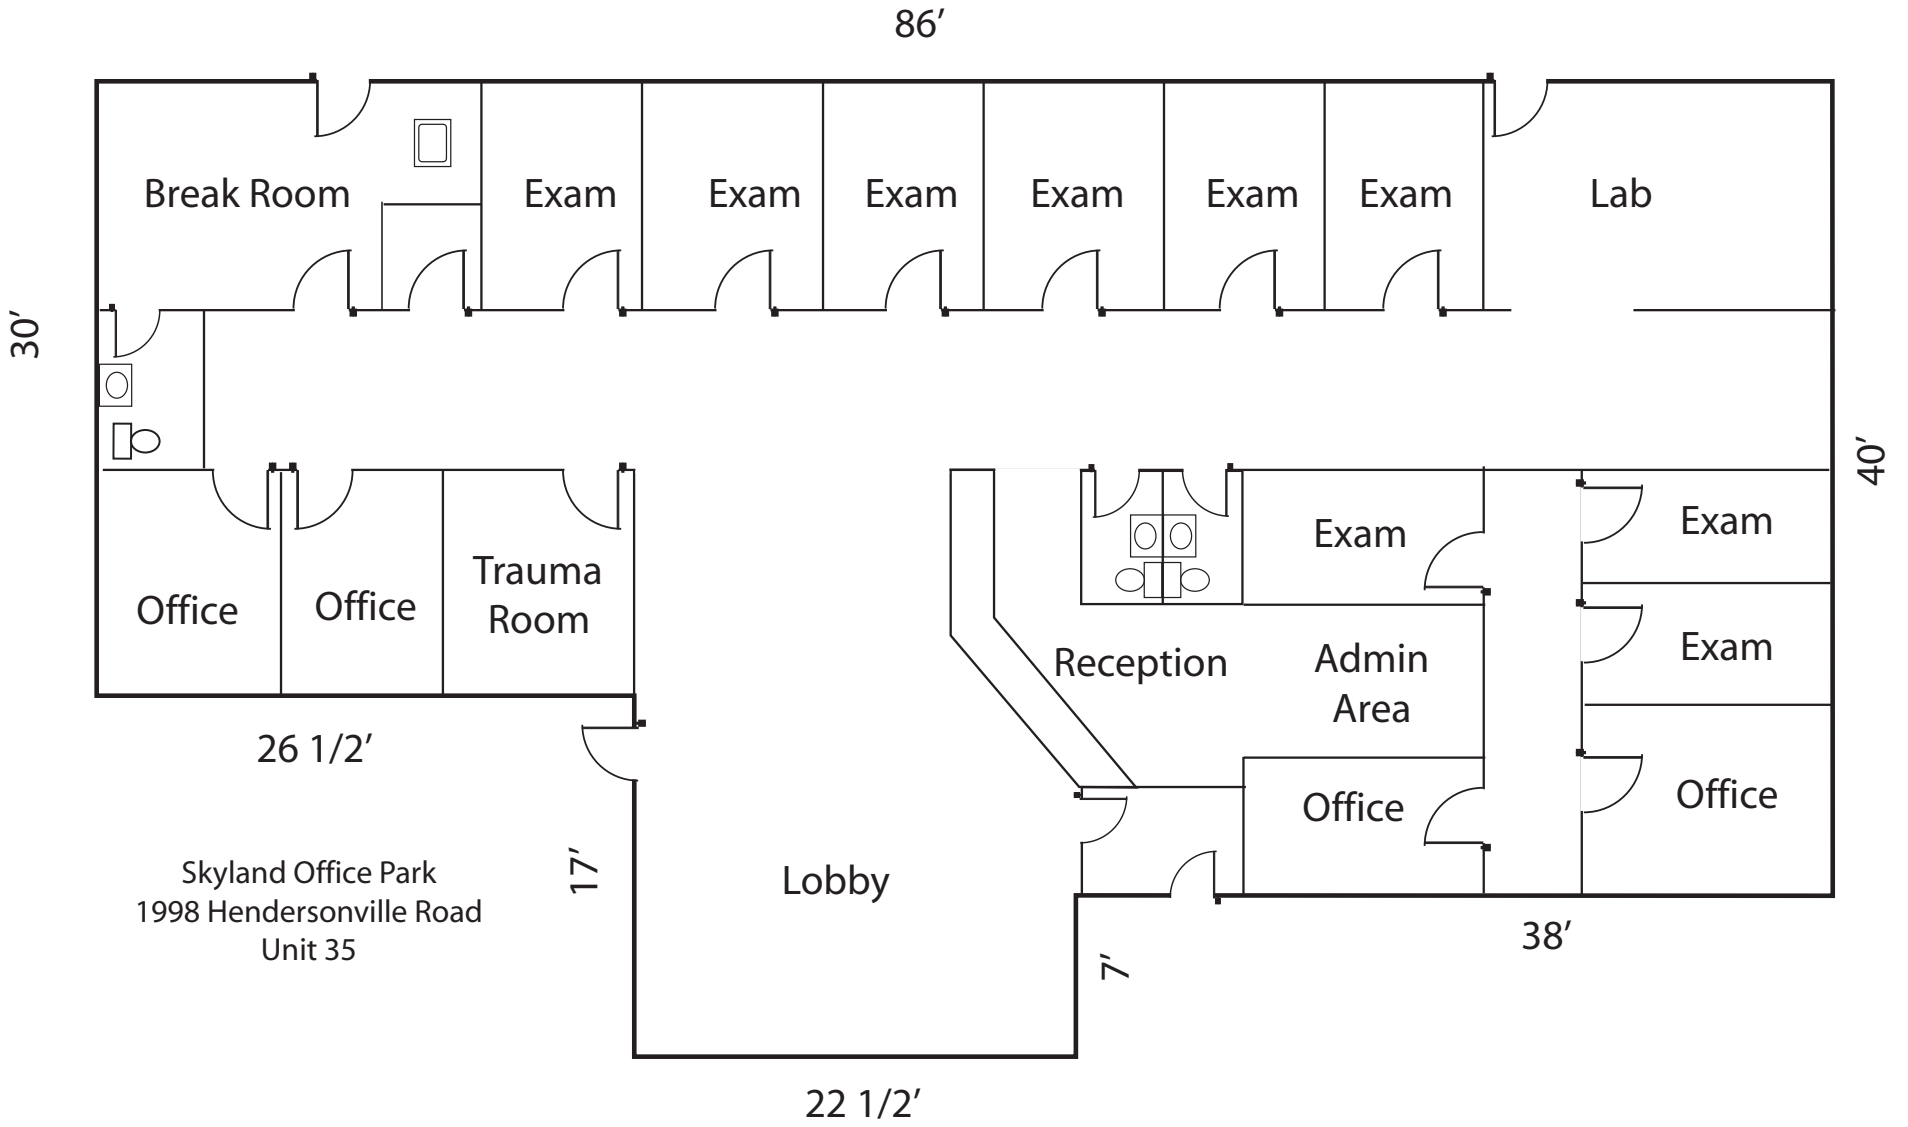 86’
Break Room
Exam
Exam
Exam
Exam
Exam
Exam
Lab
30’
40’
Office
Office
Trauma
Room
Exam
Exam
Exam
Reception
Admin
Area
Office
Office
26 1/2’
17’
Lobby
Skyland Office Park
1998 Hendersonville Road
Unit 35
7’
38’
22 1/2’